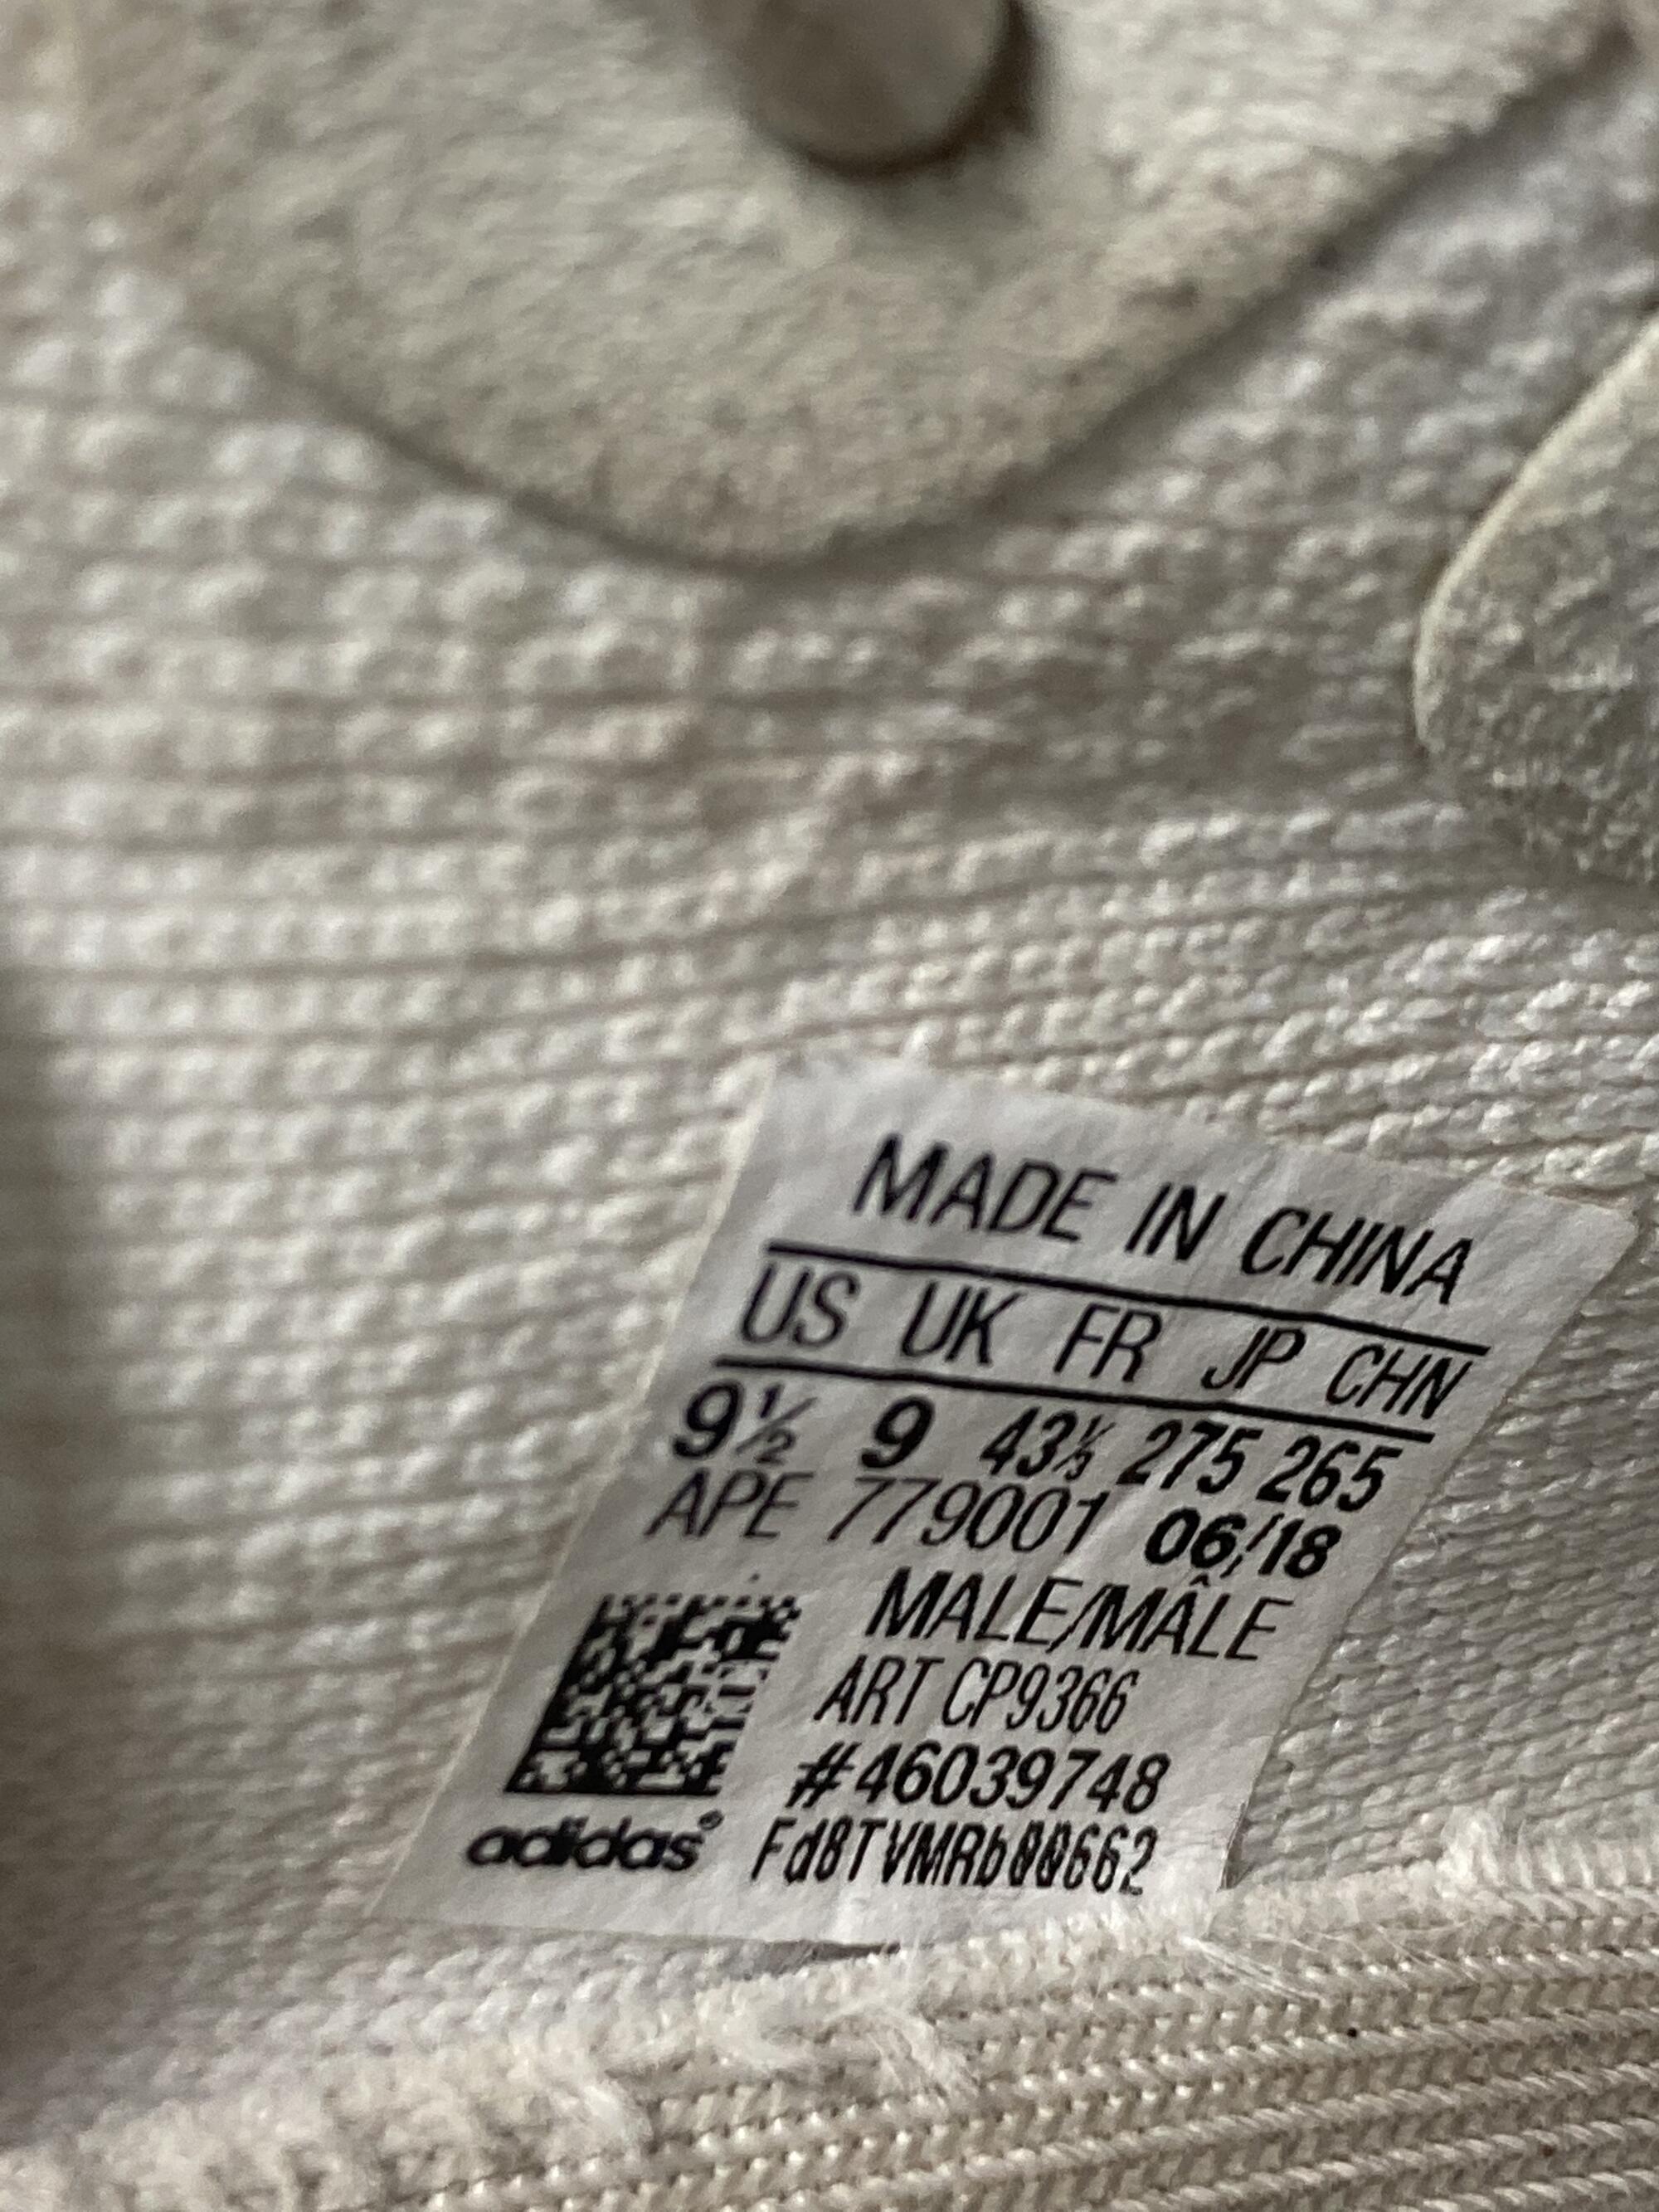 MADE IN CHINA
US UK FR JP CHN
9½ 9 43⅓ 275 265
APE 779001 06/18
MALE/MÂLE
ART CP9366
#46039748
adidas® Fd8TVMRb00662